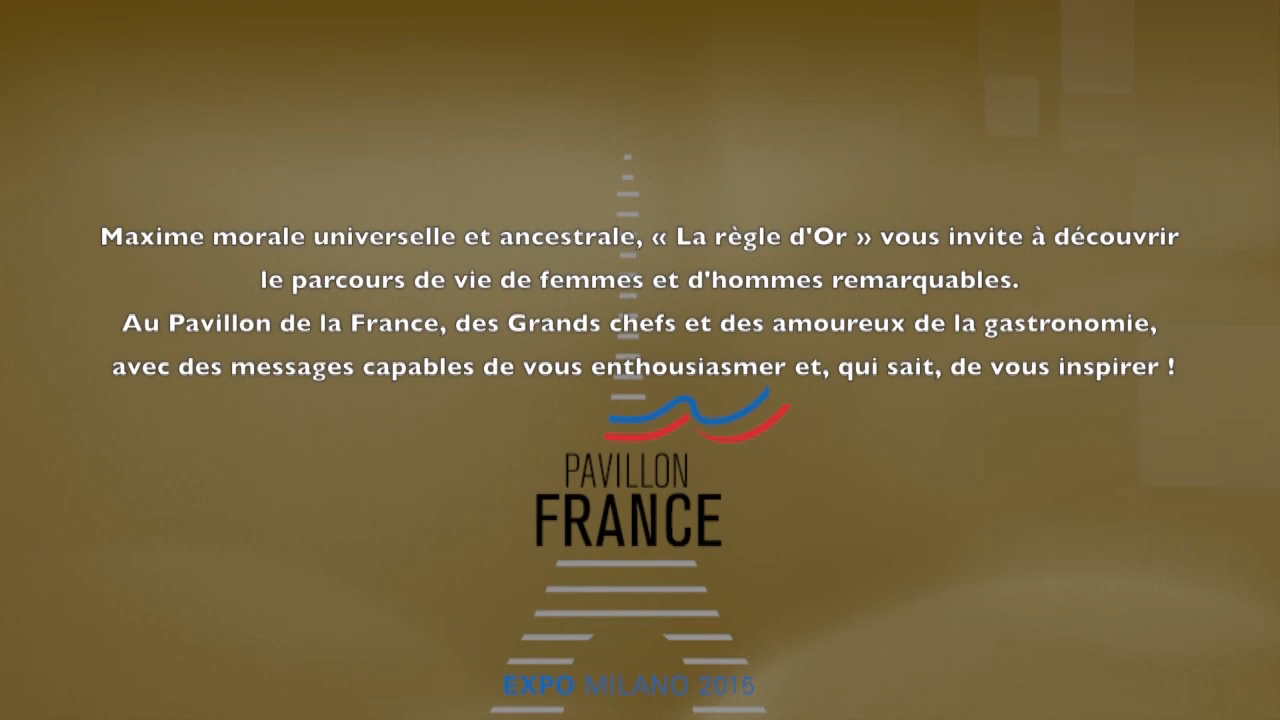 Maxime morale universelle et ancestrale, « La règle d'Or » vous invite à découvrir
le parcours de vie de femmes et d'hommes remarquables.
Au Pavillon de la France, des Grands chefs et des amoureux de la gastronomie,
avec des messages capables de vous enthousiasmer et, qui sait, de vous inspirer !
PAVILLON
FRANCE
EXPO MILANO 2015